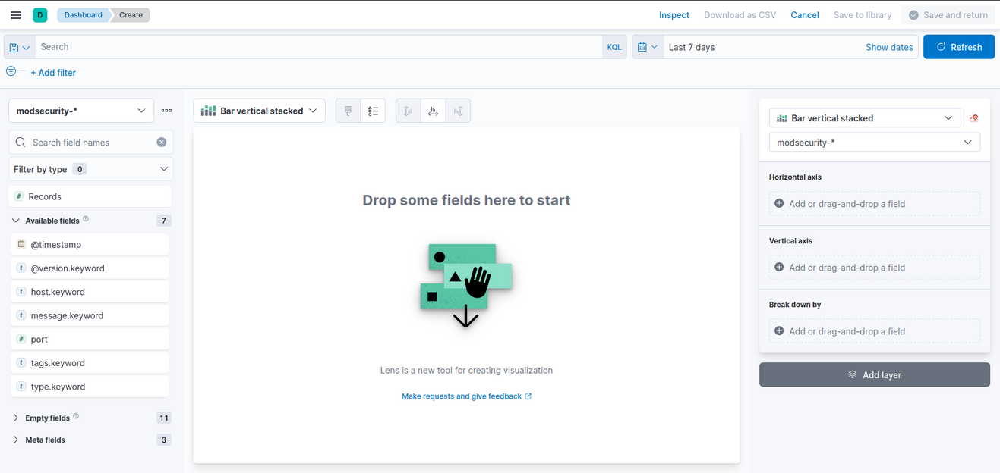 D Dashboard Create Inspect Download as CSV Cancel Save to library Save and return
Search KQL Last 7 days Show dates Refresh
+ Add filter
modsecurity-*
Search field names
Filter by type 0
# Records
Available fields ? 7
@timestamp
t @version.keyword
t host.keyword
t message.keyword
# port
t tags.keyword
t type.keyword
Empty fields ? 11
Meta fields 3
Bar vertical stacked
Drop some fields here to start
Lens is a new tool for creating visualization
Make requests and give feedback
Bar vertical stacked
modsecurity-*
Horizontal axis
Add or drag-and-drop a field
Vertical axis
Add or drag-and-drop a field
Break down by
Add or drag-and-drop a field
Add layer